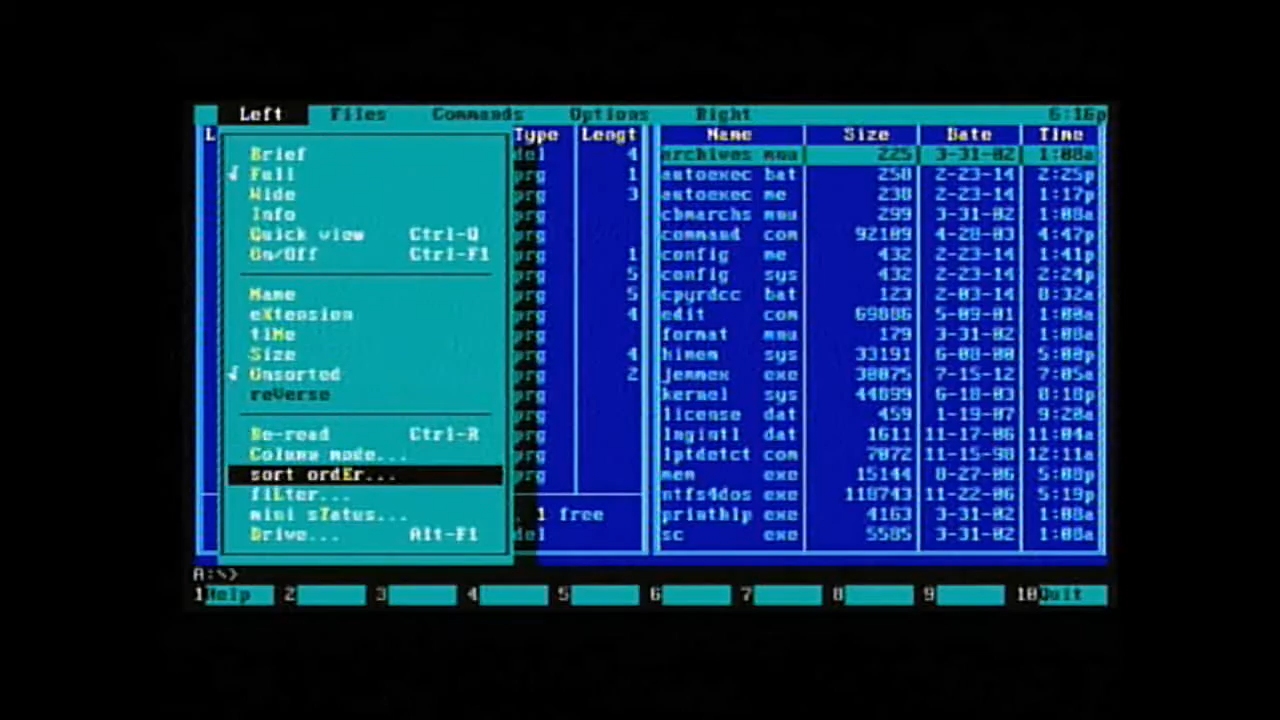 Left Files Commands Options Right 6:16p
L Type Lengt Name Size Date Time
Brief del 4 archives mnu 225 3-31-02 1:08a
√ Full prg 1 autoexec bat 250 2-23-14 2:25p
Wide prg 3 autoexec me 238 2-23-14 1:17p
Info prg cbmarchs mnu 299 3-31-02 1:08a
Quick view Ctrl-Q prg command com 92189 4-28-03 4:47p
On/Off Ctrl-F1 prg 1 config me 432 2-23-14 1:41p
prg 5 config sys 432 2-23-14 2:24p
Name prg 5 cpyrdcc bat 123 2-03-14 8:32a
eXtension prg 4 edit com 69886 5-09-01 1:00a
tiMe prg format mnu 179 3-31-02 1:08a
Size prg 4 himem sys 33191 6-08-00 5:00p
√ Unsorted prg 2 jemmex exe 38075 7-15-12 7:05a
reVerse prg kernel sys 44899 6-18-03 8:18p
prg license dat 459 1-19-07 9:20a
Re-read Ctrl-R prg lngintl dat 1611 11-17-06 11:04a
Column mode... prg lptdetct com 7072 11-15-98 12:11a
sort ordEr... prg mem exe 15144 8-27-06 5:08p
fiLter... ntfs4dos exe 118743 11-22-06 5:19p
mini sTatus... . 1 free printhlp exe 4163 3-31-02 1:08a
Drive... Alt-F1 del sc exe 5585 3-31-02 1:08a
A:\>
1Help 2 3 4 5 6 7 8 9 10Quit